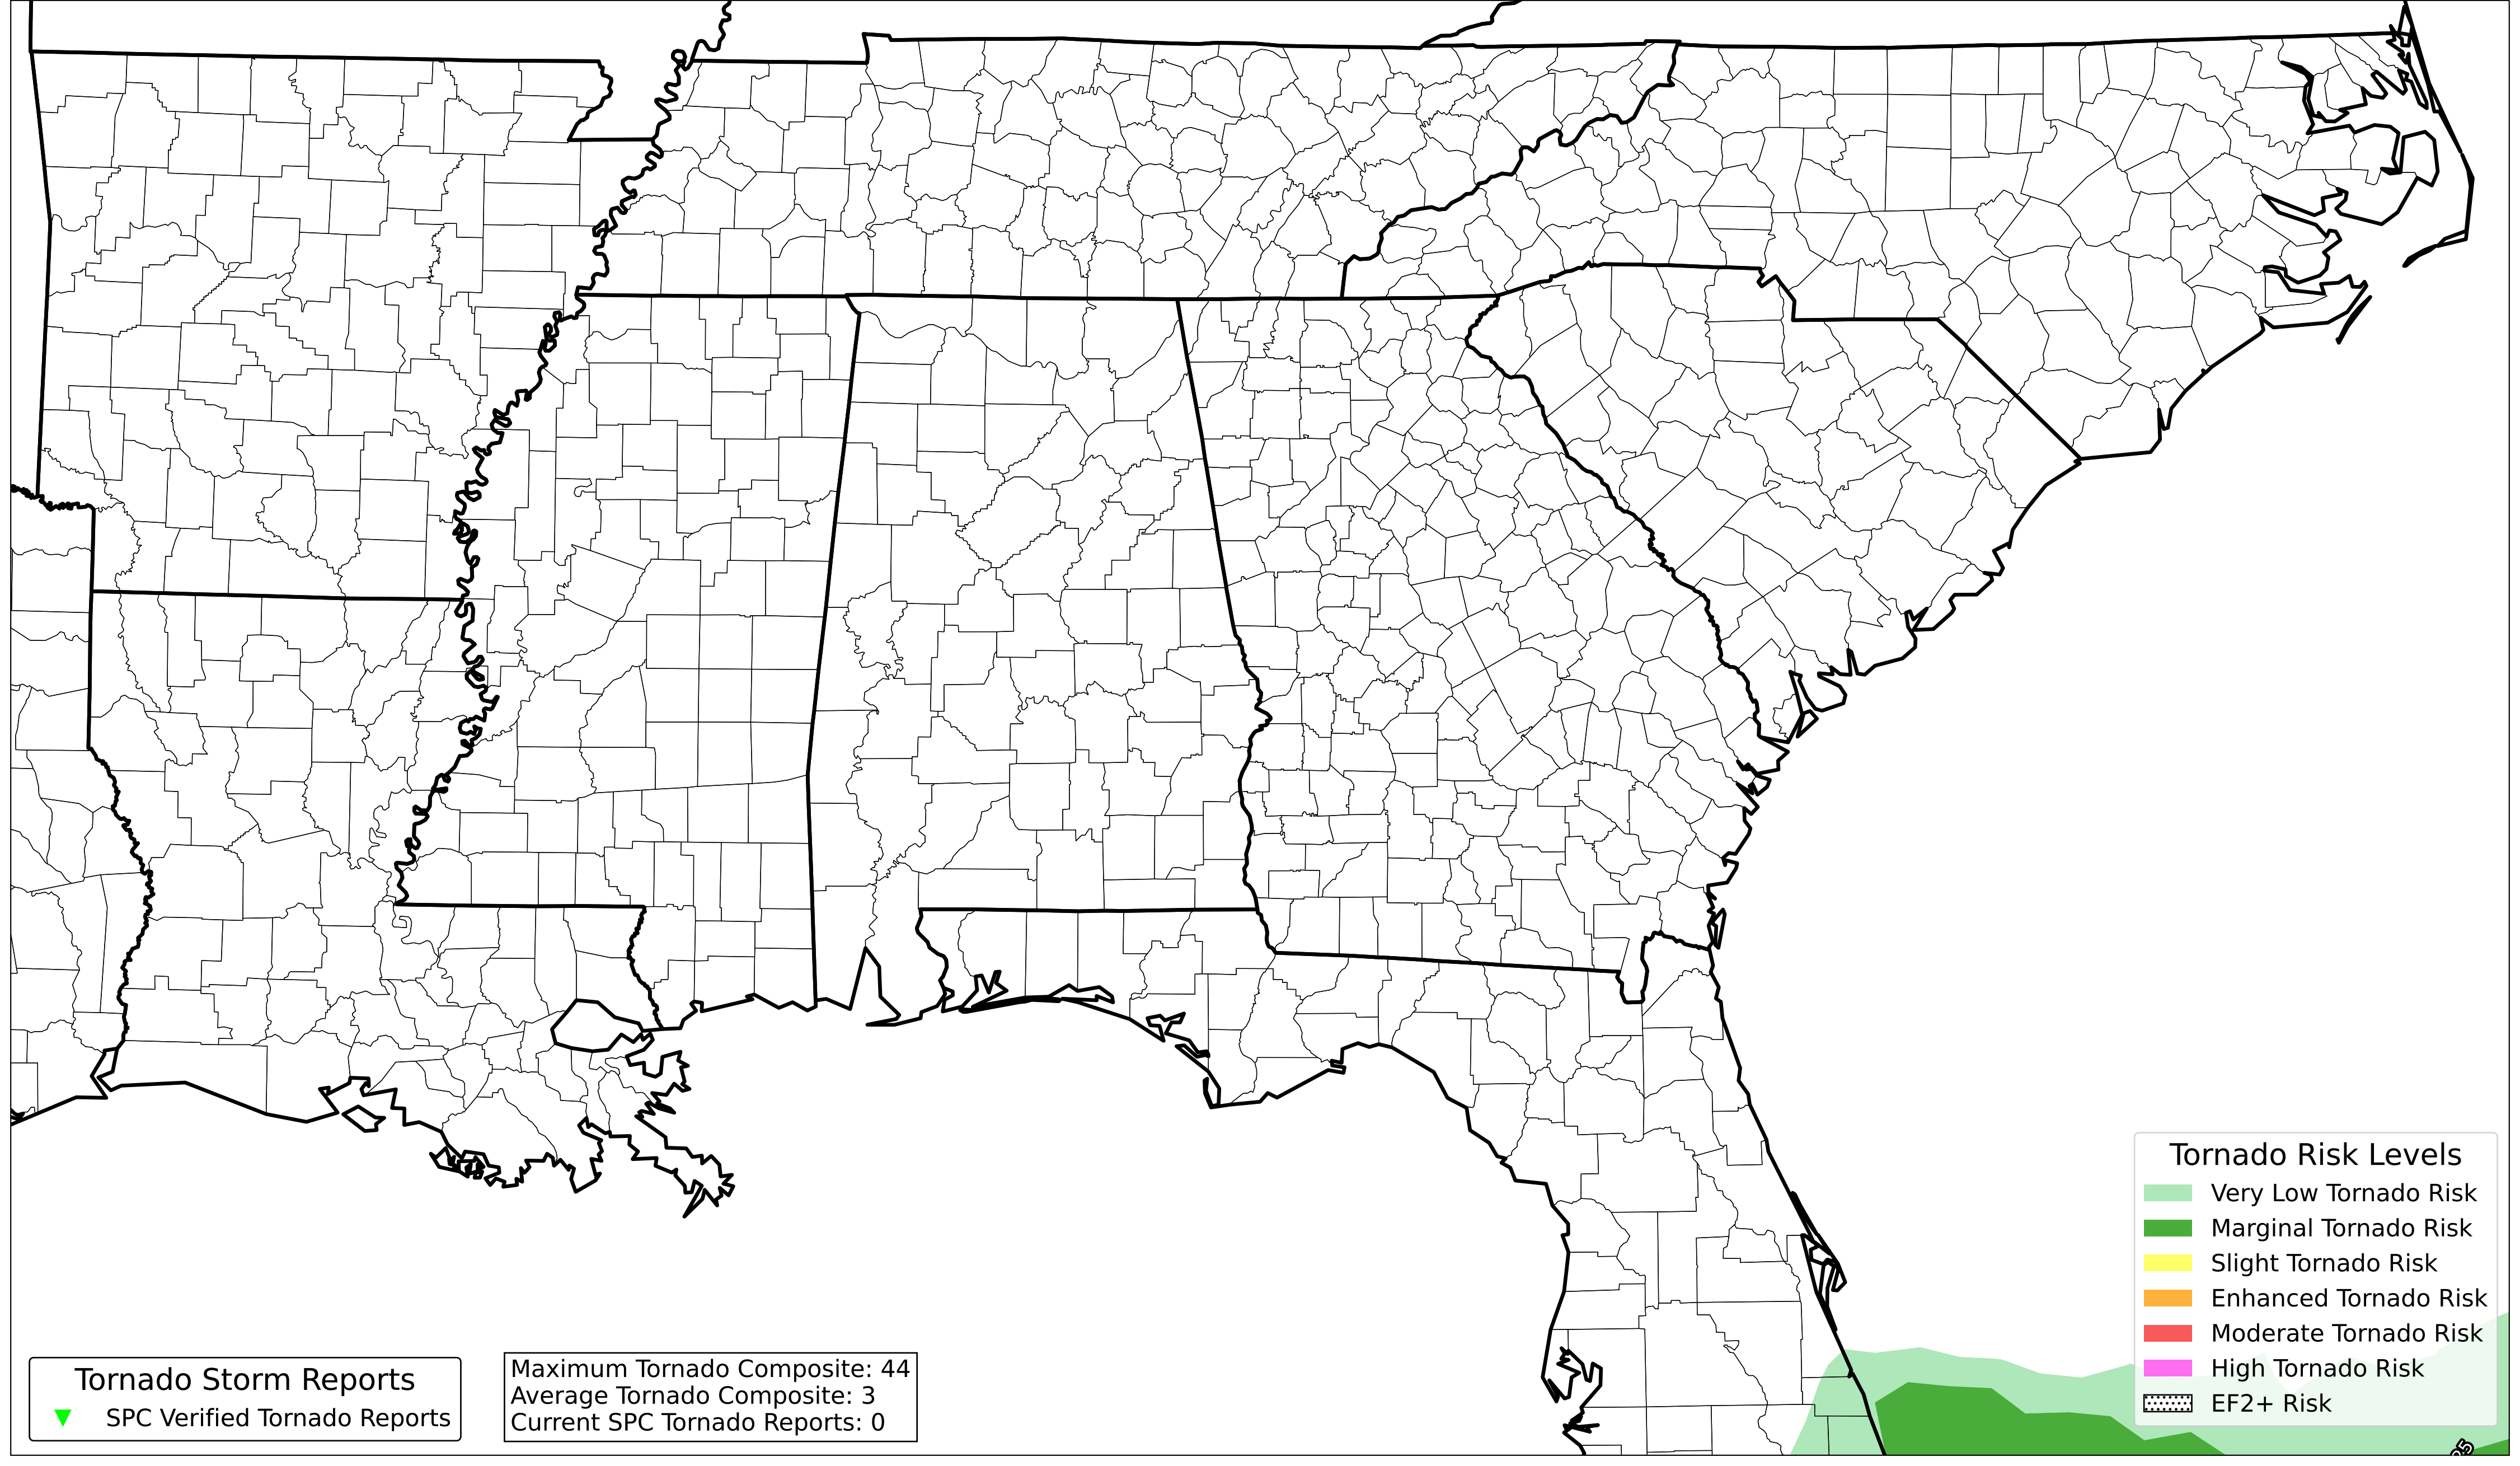 Tornado Risk Levels
Very Low Tornado Risk
Marginal Tornado Risk
Slight Tornado Risk
Enhanced Tornado Risk
Moderate Tornado Risk
High Tornado Risk
EF2+ Risk
Tornado Storm Reports
SPC Verified Tornado Reports
Maximum Tornado Composite: 44
Average Tornado Composite: 3
Current SPC Tornado Reports: 0